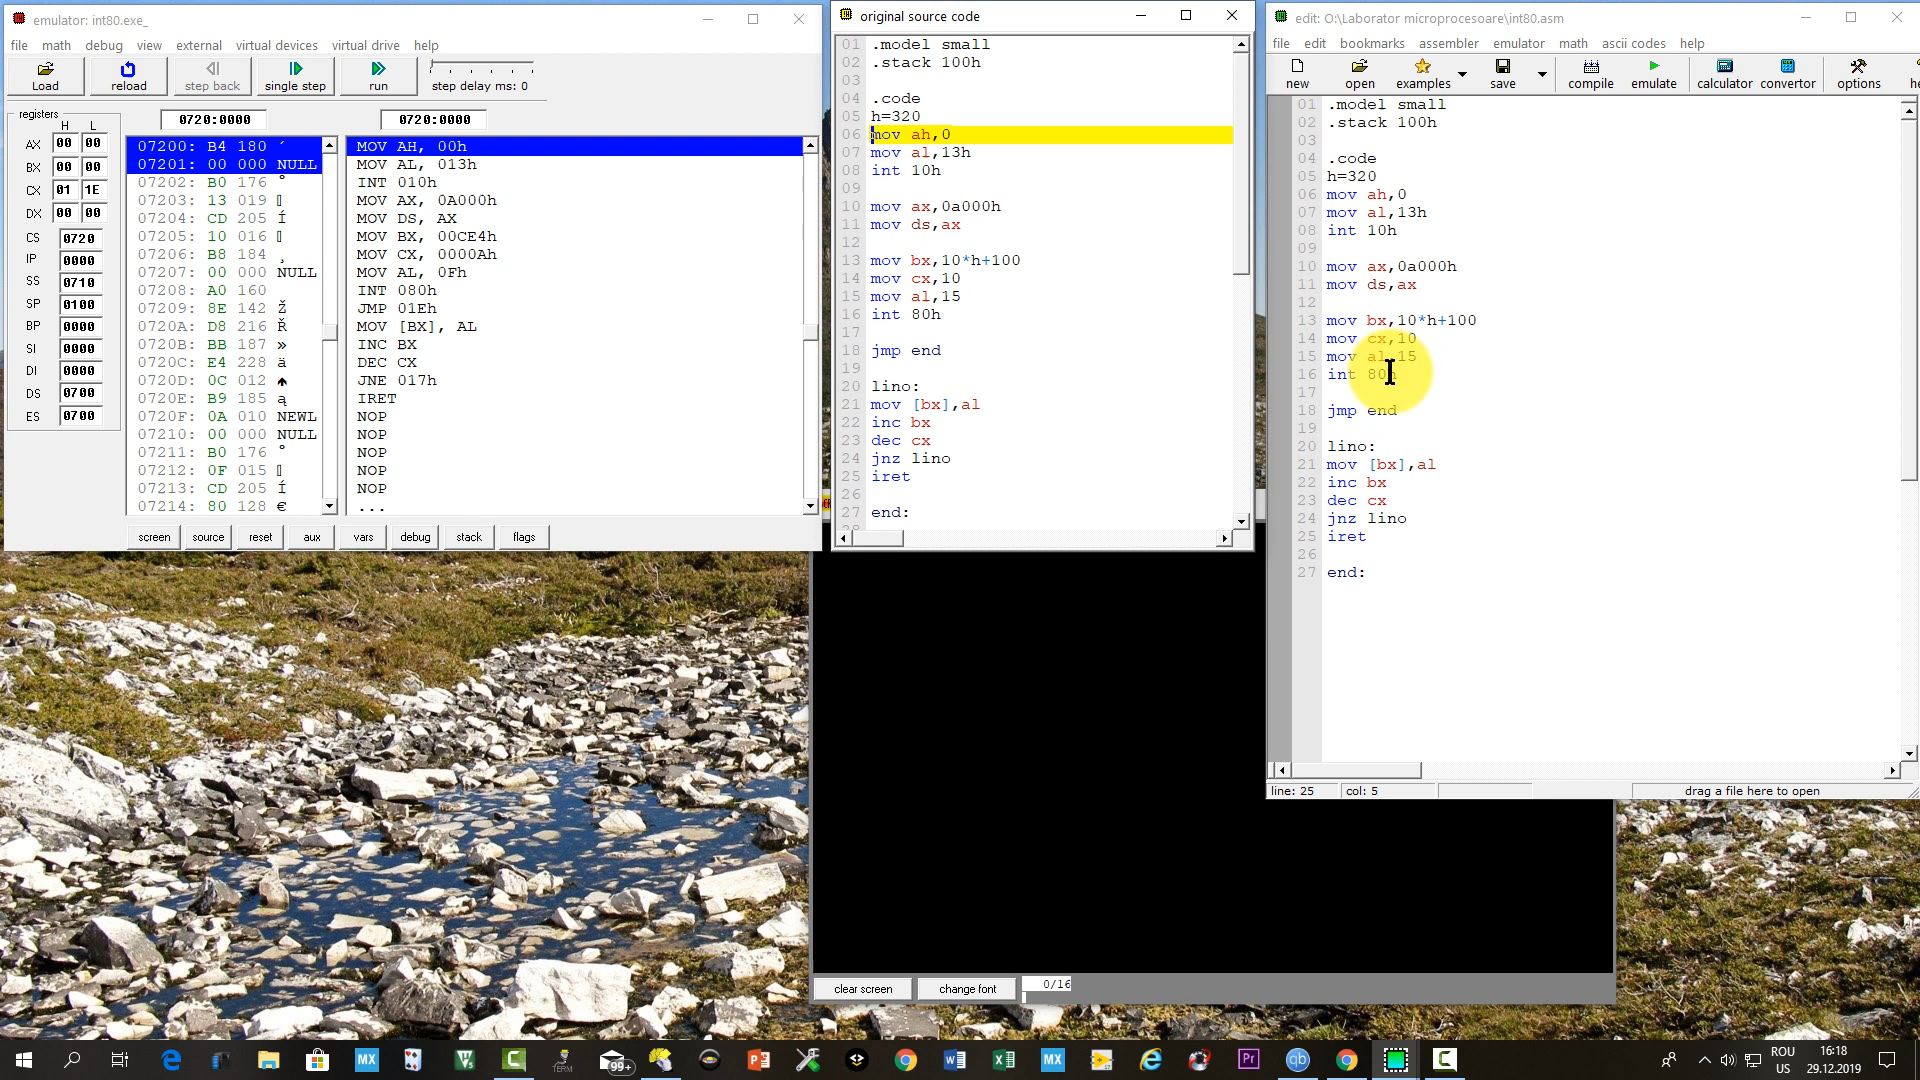 emulator: int80.exe_
file math debug view external virtual devices virtual drive help
Load reload step back single step run step delay ms: 0
registers
H L
0720:0000 0720:0000
AX 00 00
BX 00 00
CX 01 1E
DX 00 00
CS 0720
IP 0000
SS 0710
SP 0100
BP 0000
SI 0000
DI 0000
DS 0700
ES 0700
07200: B4 180 ´
07201: 00 000 NULL
07202: B0 176 °
07203: 13 019
07204: CD 205 Í
07205: 10 016
07206: B8 184 ¸
07207: 00 000 NULL
07208: A0 160
07209: 8E 142 Ž
0720A: D8 216 Ř
0720B: BB 187 »
0720C: E4 228 ä
0720D: 0C 012
0720E: B9 185 ą
0720F: 0A 010 NEWL
07210: 00 000 NULL
07211: B0 176 °
07212: 0F 015
07213: CD 205 Í
07214: 80 128 €
MOV AH, 00h
MOV AL, 013h
INT 010h
MOV AX, 0A000h
MOV DS, AX
MOV BX, 00CE4h
MOV CX, 0000Ah
MOV AL, 0Fh
INT 080h
JMP 01Eh
MOV [BX], AL
INC BX
DEC CX
JNE 017h
IRET
NOP
NOP
NOP
NOP
NOP
...
screen source reset aux vars debug stack flags
original source code
01 .model small
02 .stack 100h
03
04 .code
05 h=320
06 mov ah,0
07 mov al,13h
08 int 10h
09
10 mov ax,0a000h
11 mov ds,ax
12
13 mov bx,10*h+100
14 mov cx,10
15 mov al,15
16 int 80h
17
18 jmp end
19
20 lino:
21 mov [bx],al
22 inc bx
23 dec cx
24 jnz lino
25 iret
26
27 end:
clear screen change font 0/16
edit: O:\Laborator microprocesoare\int80.asm
file edit bookmarks assembler emulator math ascii codes help
new open examples save compile emulate calculator convertor options
01 .model small
02 .stack 100h
03
04 .code
05 h=320
06 mov ah,0
07 mov al,13h
08 int 10h
09
10 mov ax,0a000h
11 mov ds,ax
12
13 mov bx,10*h+100
14 mov cx,10
15 mov al,15
16 int 80h
17
18 jmp end
19
20 lino:
21 mov [bx],al
22 inc bx
23 dec cx
24 jnz lino
25 iret
26
27 end:
line: 25 col: 5 drag a file here to open
MX TERM 99+ MX Pr qb
ROU
US
16:18
29.12.2019